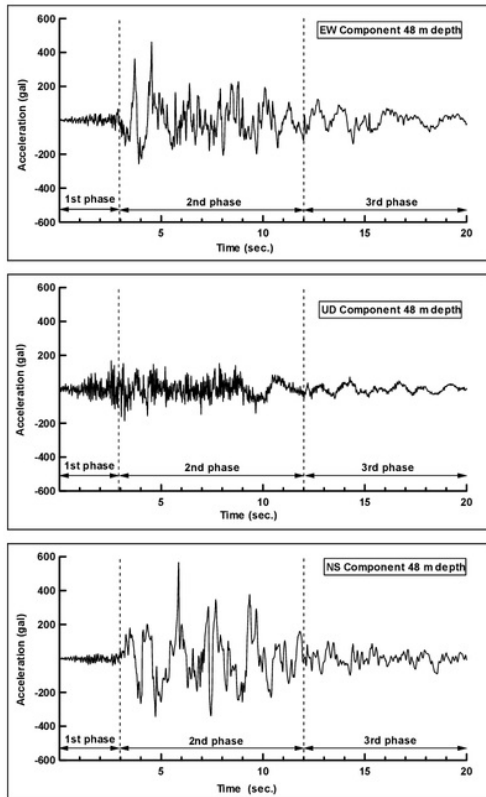 600
EW Component 48 m depth
400
200
0
-200
-400
-600
Acceleration (gal)
1st phase
2nd phase
3rd phase
5
10
15
20
Time (sec.)
600
UD Component 48 m depth
400
200
0
-200
-400
-600
Acceleration (gal)
1st phase
2nd phase
3rd phase
5
10
15
20
Time (sec.)
600
NS Component 48 m depth
400
200
0
-200
-400
-600
Acceleration (gal)
1st phase
2nd phase
3rd phase
5
10
15
20
Time (sec.)